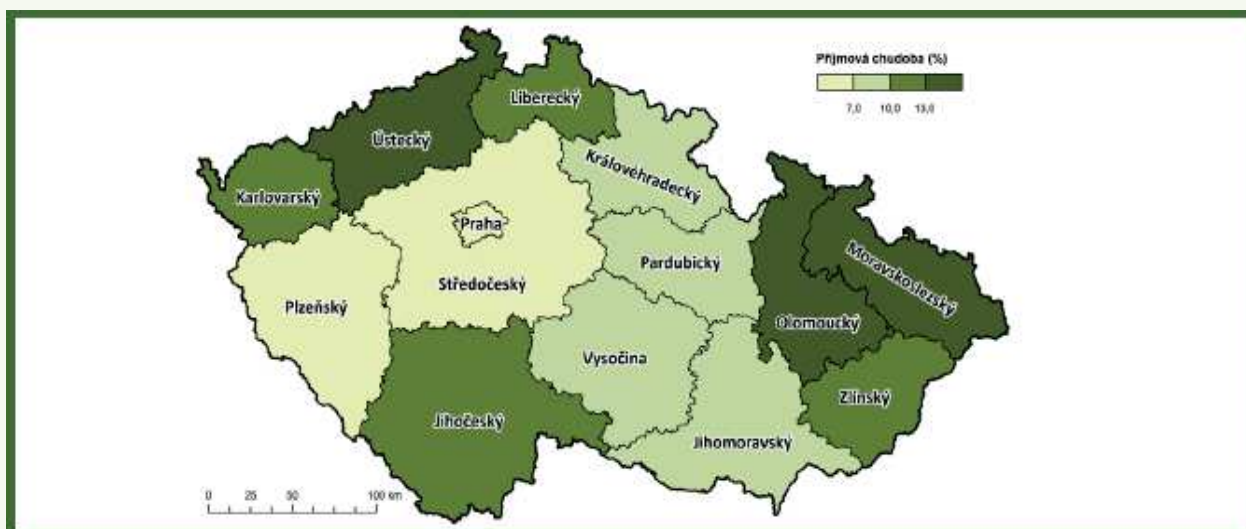 Příjmová chudoba (%)
7,0 10,0 13,0
Liberecký
Ústecký
Královéhradecký
Karlovarský
Praha
Pardubický
Moravskoslezský
Středočeský
Plzeňský
Olomoucký
Vysočina
Zlínský
Jihočeský
Jihomoravský
0 25 50 100 km